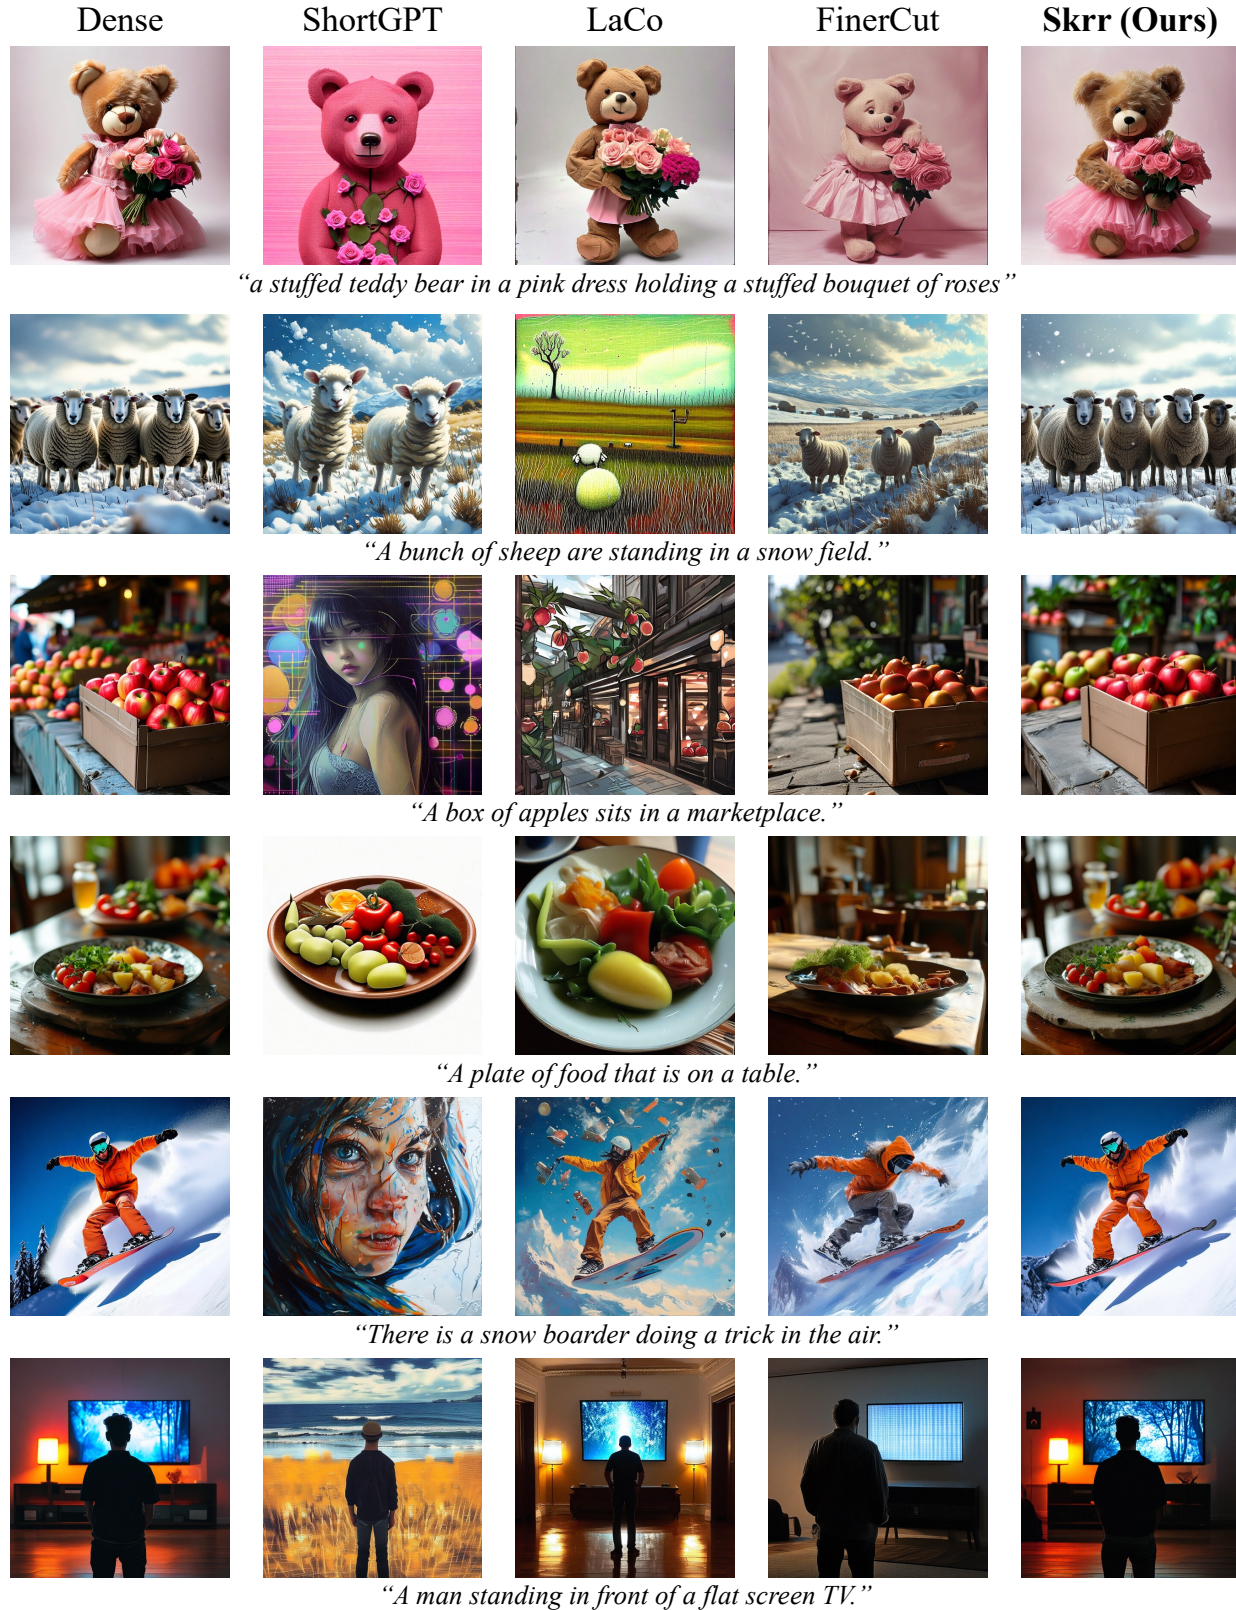 Dense ShortGPT LaCo FinerCut Skrr (Ours)
“a stuffed teddy bear in a pink dress holding a stuffed bouquet of roses”
“A bunch of sheep are standing in a snow field.”
“A box of apples sits in a marketplace.”
“A plate of food that is on a table.”
“There is a snow boarder doing a trick in the air.”
“A man standing in front of a flat screen TV.”